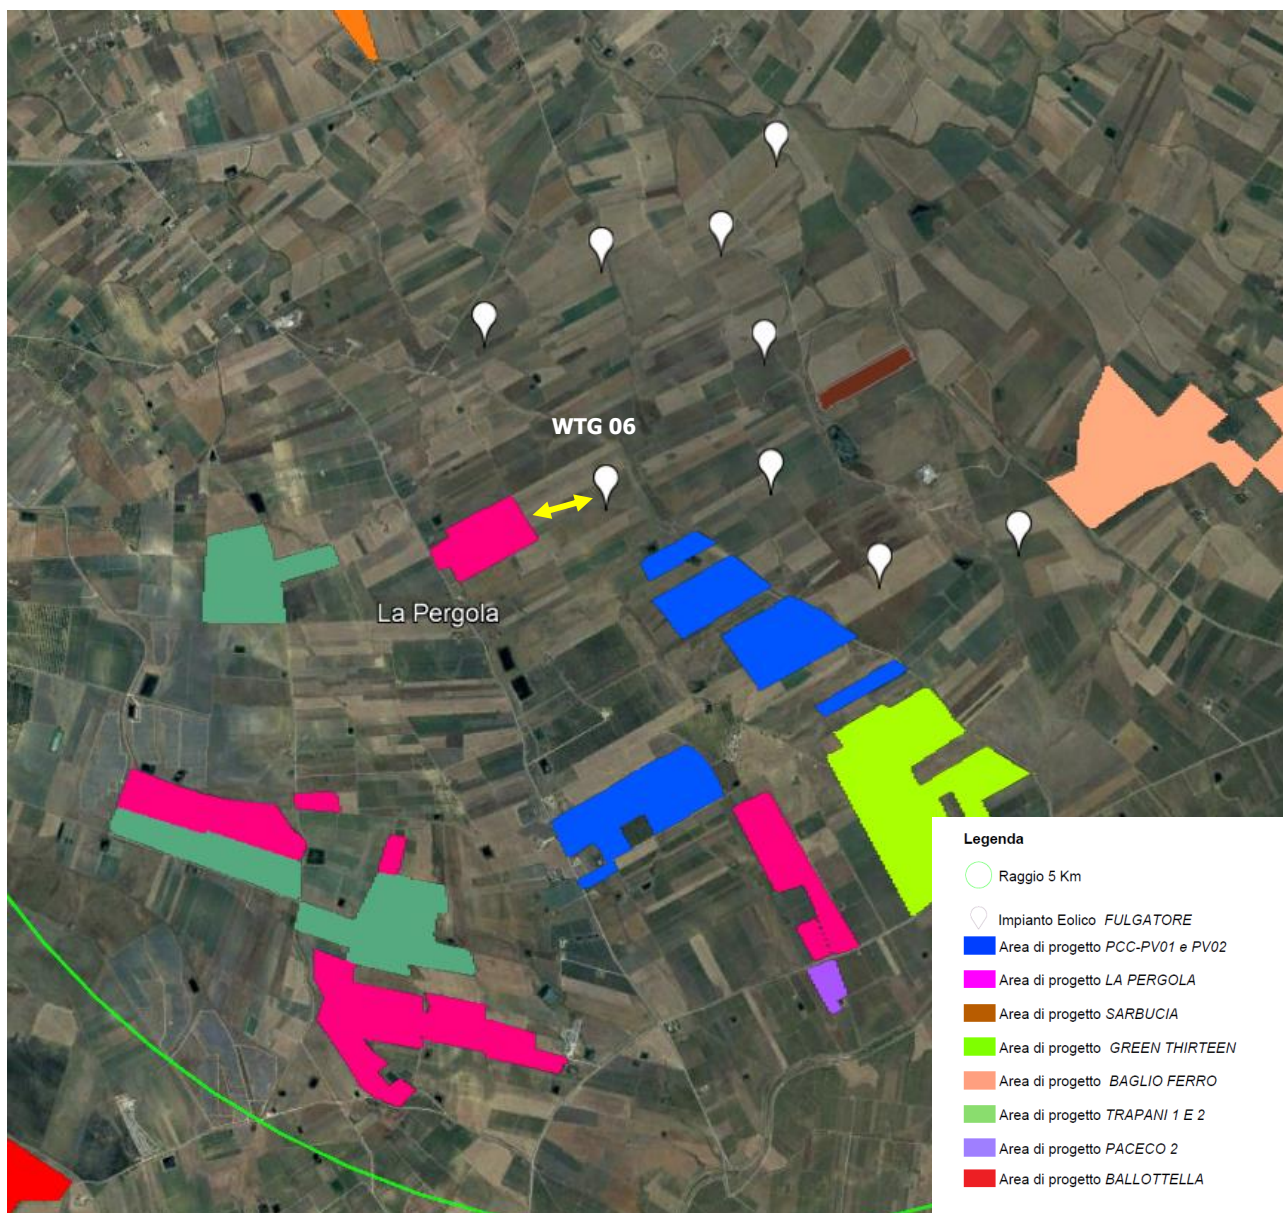 WTG 06
La Pergola
Legenda
Raggio 5 Km
Impianto Eolico FULGATORE
Area di progetto PCC-PV01 e PV02
Area di progetto LA PERGOLA
Area di progetto SARBUCIA
Area di progetto GREEN THIRTEEN
Area di progetto BAGLIO FERRO
Area di progetto TRAPANI 1 E 2
Area di progetto PACECO 2
Area di progetto BALLOTTELLA